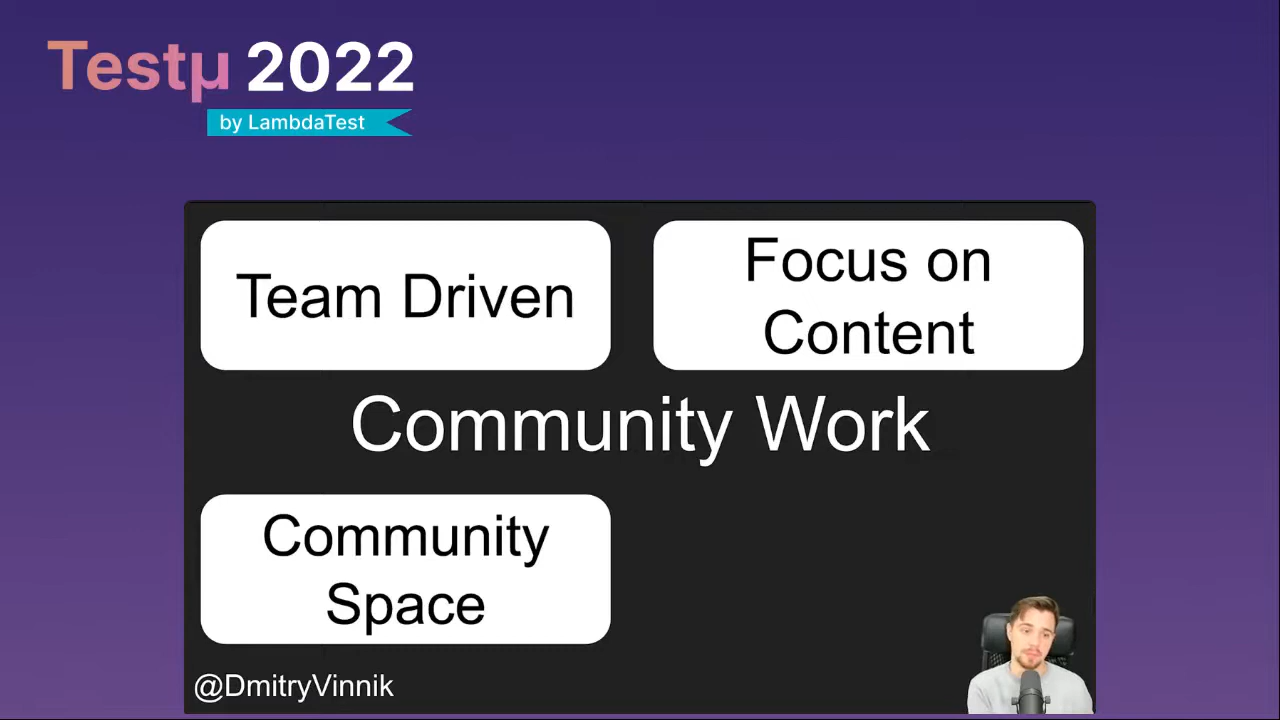 Testμ 2022
by LambdaTest
Team Driven
Focus on
Content
Community Work
Community
Space
@DmitryVinnik